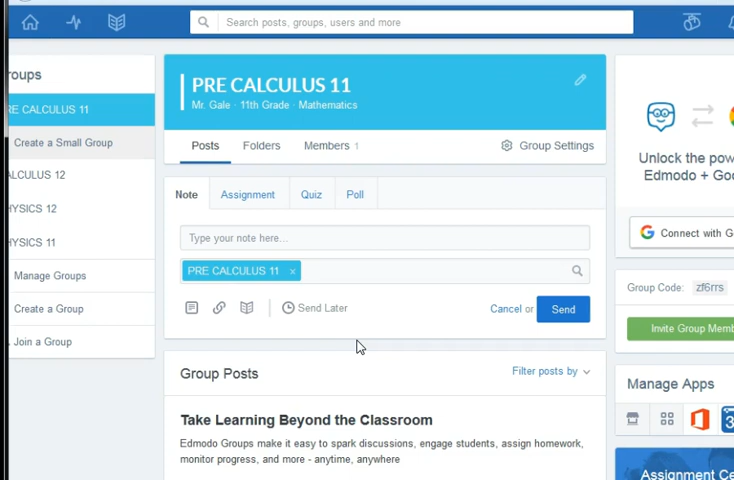 Search posts, groups, users and more
roups
RE CALCULUS 11
Create a Small Group
ALCULUS 12
HYSICS 12
HYSICS 11
Manage Groups
Create a Group
Join a Group
PRE CALCULUS 11
Mr. Gale · 11th Grade · Mathematics
Posts Folders Members 1 Group Settings
Note Assignment Quiz Poll
Type your note here...
PRE CALCULUS 11 ×
Send Later Cancel or Send
Group Posts Filter posts by
Take Learning Beyond the Classroom
Edmodo Groups make it easy to spark discussions, engage students, assign homework,
monitor progress, and more - anytime, anywhere
Unlock the pow
Edmodo + Goo
G Connect with G
Group Code: zf6rrs
Invite Group Memb
Manage Apps
3
Assignment Ce